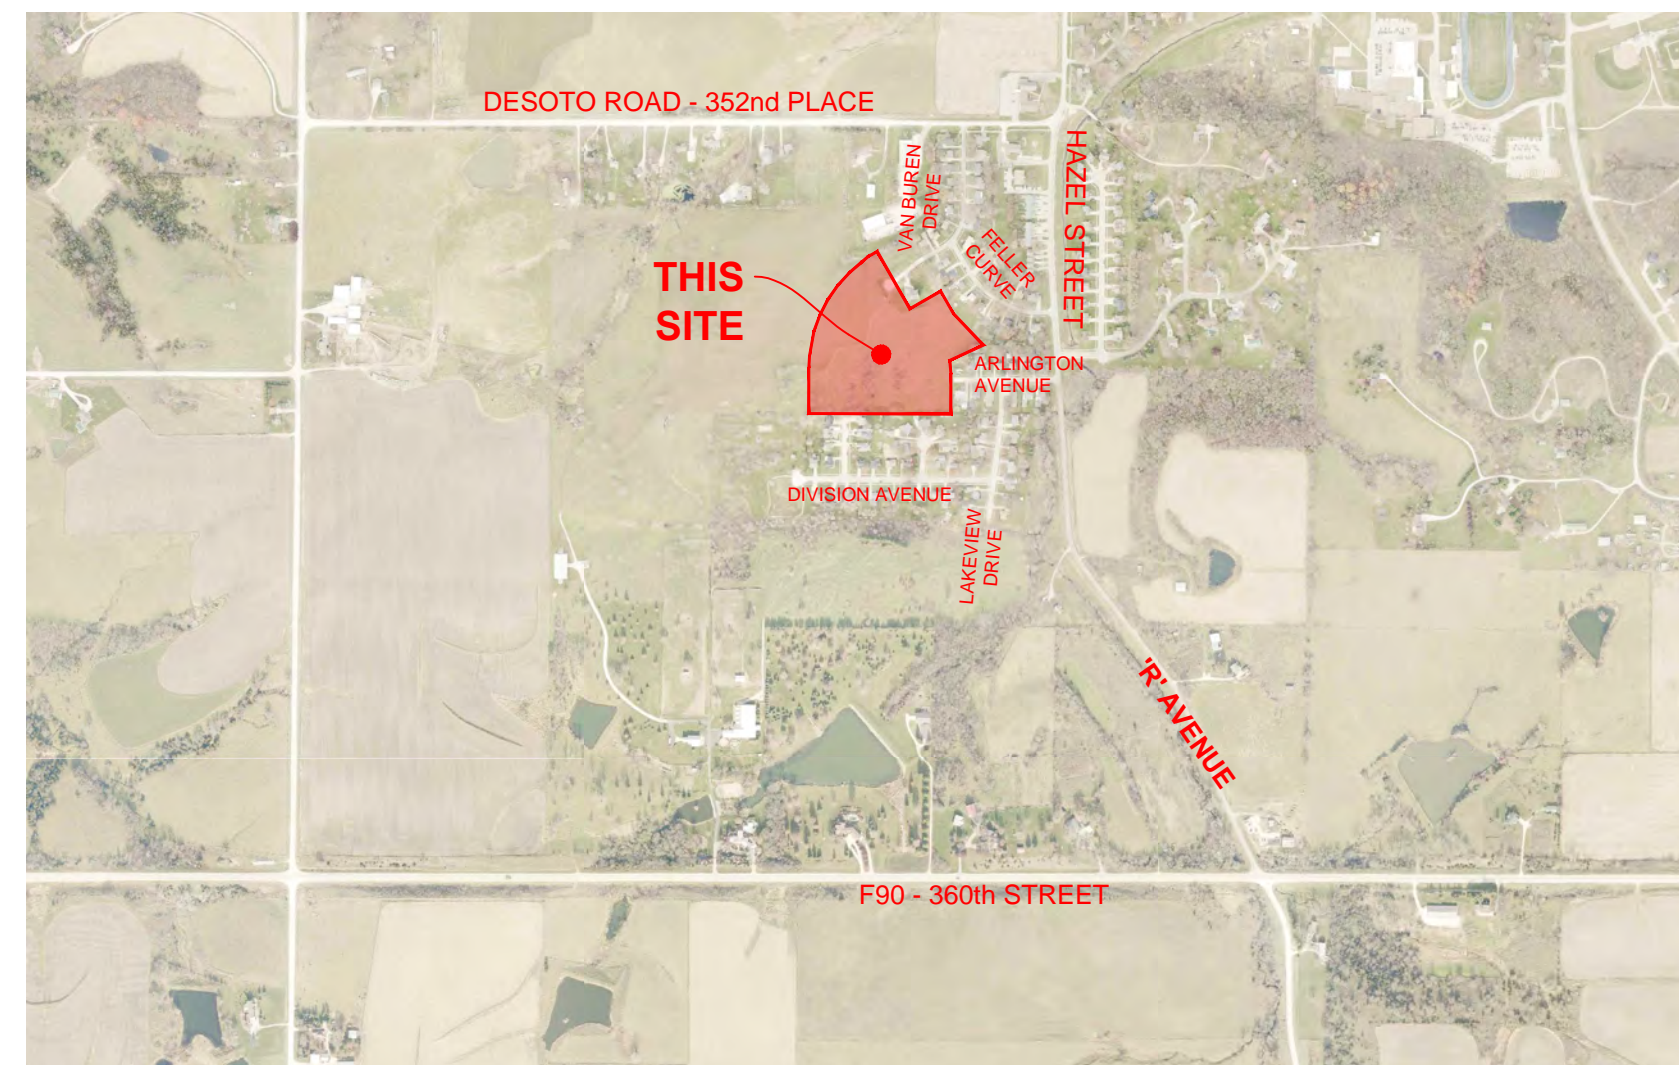 DESOTO ROAD - 352nd PLACE
HAZEL STREET
VAN BUREN
DRIVE
FELLER
CURVE
THIS
SITE
ARLINGTON
AVENUE
DIVISION AVENUE
LAKEVIEW
DRIVE
'R' AVENUE
F90 - 360th STREET